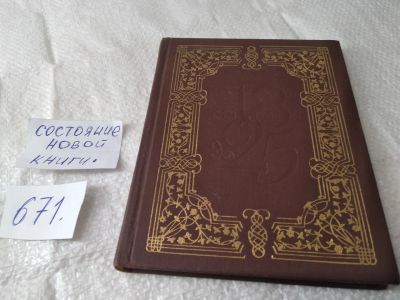 состояние
новой
книги.
671.